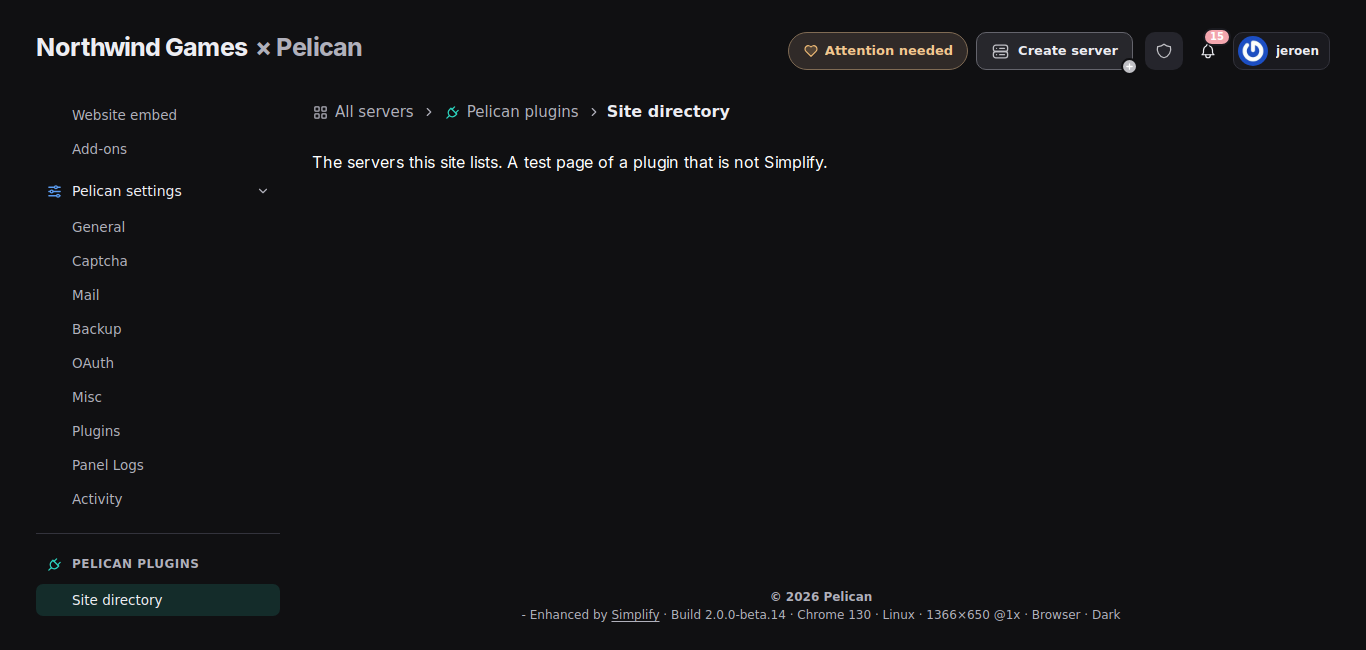 Northwind Games × Pelican
Attention needed
Create server
15
jeroen
Website embed
Add-ons
Pelican settings
General
Captcha
Mail
Backup
OAuth
Misc
Plugins
Panel Logs
Activity
PELICAN PLUGINS
Site directory
All servers > Pelican plugins > Site directory
The servers this site lists. A test page of a plugin that is not Simplify.
© 2026 Pelican
- Enhanced by Simplify · Build 2.0.0-beta.14 · Chrome 130 · Linux · 1366×650 @1x · Browser · Dark